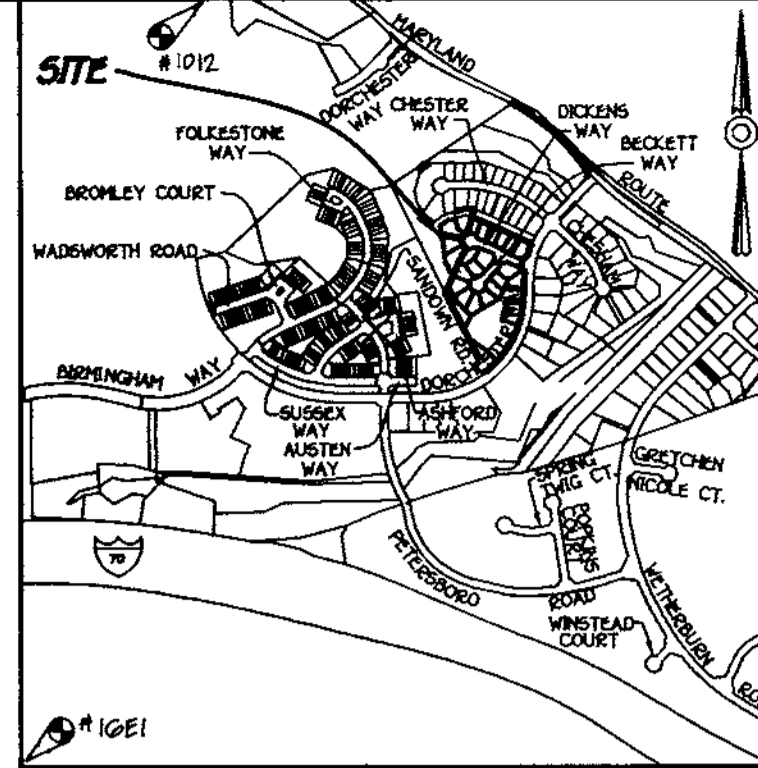 SITE
#1012
MARYLAND
ROUTE
DORCHESTER
WAY
CHESTER
WAY
DICKENS
WAY
BECKETT
WAY
FOLKESTONE
WAY
BROMLEY COURT
WADSWORTH ROAD
SANDOWN RD.
DORCHESTER WAY
BIRMINGHAM WAY
SUSSEX
WAY
AUSTEN
WAY
ASHFORD
WAY
SPRING
TWIG CT.
GRETCHEN
NICOLE CT.
70
PETERSBORO
ROAD
WINSTEAD
COURT
WETHERBURN
#16E1